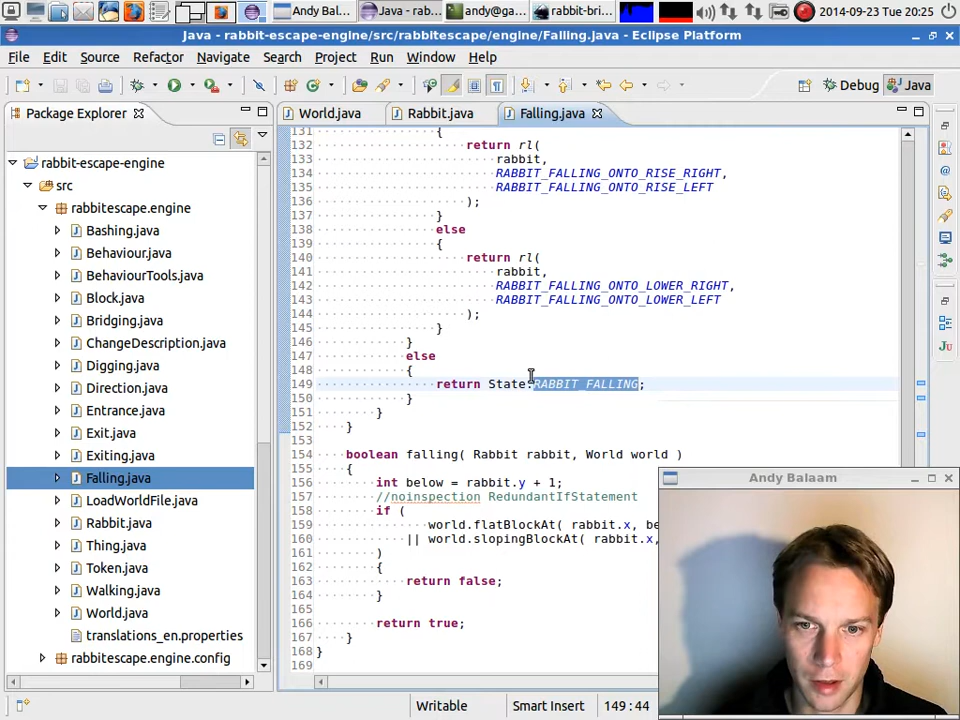 Andy Bal...
Java - rab...
andy@ga...
rabbit-bri...
2014-09-23 Tue 20:25
Java - rabbit-escape-engine/src/rabbitescape/engine/Falling.java - Eclipse Platform
File Edit Source Refactor Navigate Search Project Run Window Help
Debug Java
Package Explorer
rabbit-escape-engine
src
rabbitescape.engine
Bashing.java
Behaviour.java
BehaviourTools.java
Block.java
Bridging.java
ChangeDescription.java
Digging.java
Direction.java
Entrance.java
Exit.java
Exiting.java
Falling.java
LoadWorldFile.java
Rabbit.java
Thing.java
Token.java
Walking.java
World.java
translations_en.properties
rabbitescape.engine.config
World.java Rabbit.java Falling.java
131 {
132 return rl(
133 rabbit,
134 RABBIT_FALLING_ONTO_RISE_RIGHT,
135 RABBIT_FALLING_ONTO_RISE_LEFT
136 );
137 }
138 else
139 {
140 return rl(
141 rabbit,
142 RABBIT_FALLING_ONTO_LOWER_RIGHT,
143 RABBIT_FALLING_ONTO_LOWER_LEFT
144 );
145 }
146 }
147 else
148 {
149 return State.RABBIT_FALLING;
150 }
151 }
152 }
153
154 boolean falling( Rabbit rabbit, World world )
155 {
156 int below = rabbit.y + 1;
157 //noinspection RedundantIfStatement
158 if (
159 world.flatBlockAt( rabbit.x, be
160 || world.slopingBlockAt( rabbit.x,
161 )
162 {
163 return false;
164 }
165
166 return true;
167 }
168 }
169
Andy Balaam
Writable Smart Insert 149 : 44